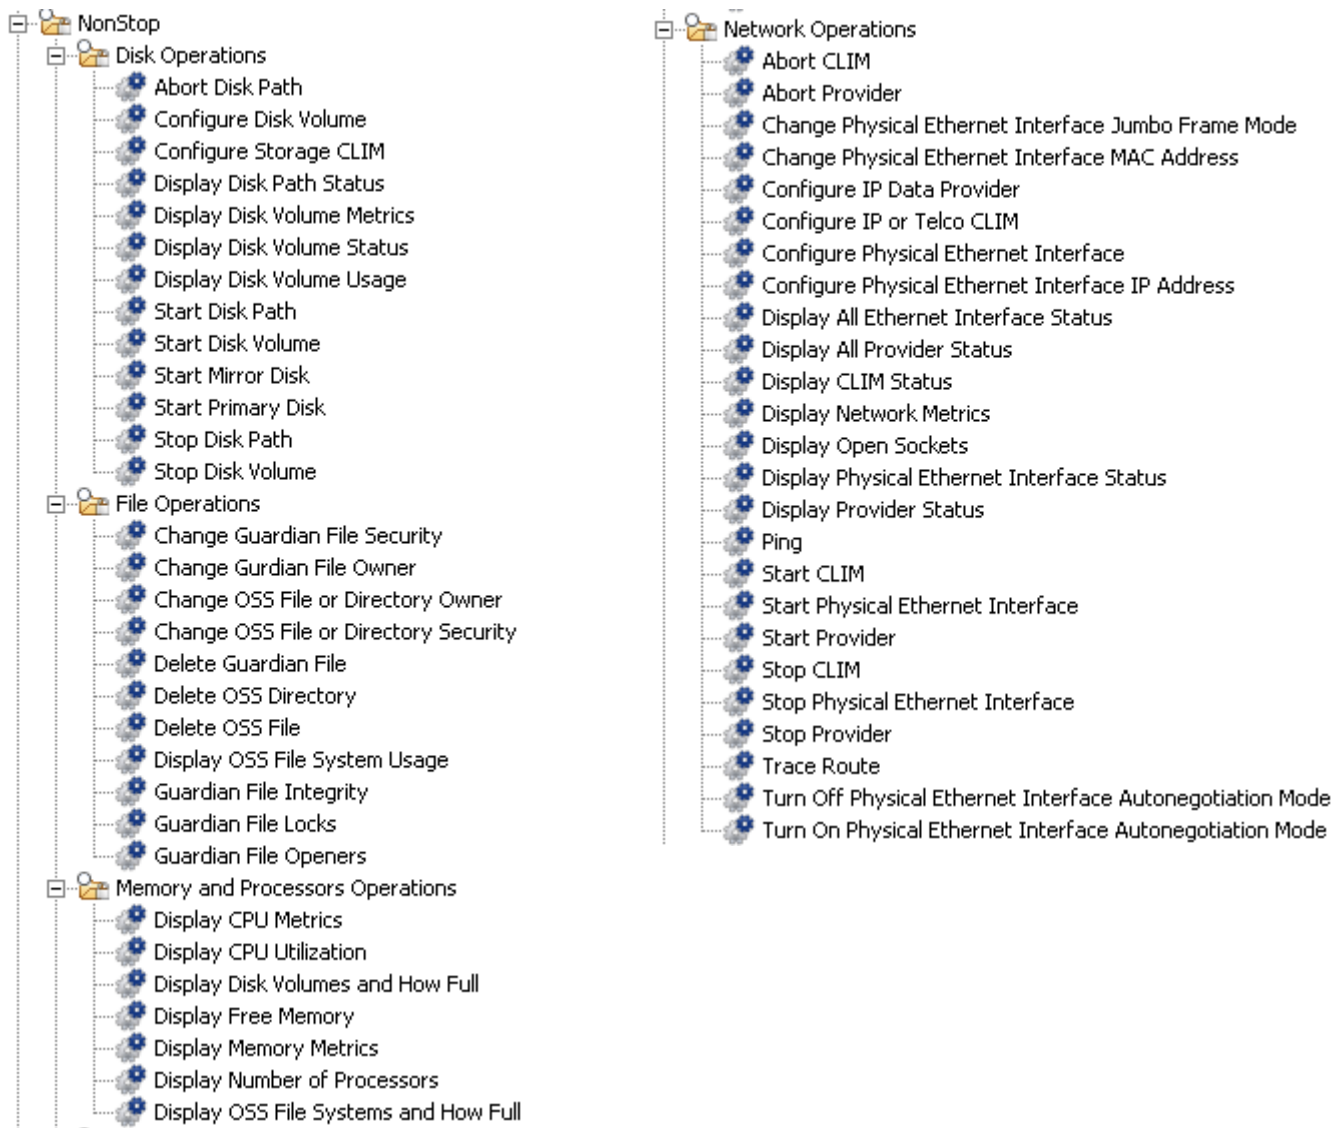 NonStop
Disk Operations
Abort Disk Path
Configure Disk Volume
Configure Storage CLIM
Display Disk Path Status
Display Disk Volume Metrics
Display Disk Volume Status
Display Disk Volume Usage
Start Disk Path
Start Disk Volume
Start Mirror Disk
Start Primary Disk
Stop Disk Path
Stop Disk Volume
File Operations
Change Guardian File Security
Change Gurdian File Owner
Change OSS File or Directory Owner
Change OSS File or Directory Security
Delete Guardian File
Delete OSS Directory
Delete OSS File
Display OSS File System Usage
Guardian File Integrity
Guardian File Locks
Guardian File Openers
Memory and Processors Operations
Display CPU Metrics
Display CPU Utilization
Display Disk Volumes and How Full
Display Free Memory
Display Memory Metrics
Display Number of Processors
Display OSS File Systems and How Full
Network Operations
Abort CLIM
Abort Provider
Change Physical Ethernet Interface Jumbo Frame Mode
Change Physical Ethernet Interface MAC Address
Configure IP Data Provider
Configure IP or Telco CLIM
Configure Physical Ethernet Interface
Configure Physical Ethernet Interface IP Address
Display All Ethernet Interface Status
Display All Provider Status
Display CLIM Status
Display Network Metrics
Display Open Sockets
Display Physical Ethernet Interface Status
Display Provider Status
Ping
Start CLIM
Start Physical Ethernet Interface
Start Provider
Stop CLIM
Stop Physical Ethernet Interface
Stop Provider
Trace Route
Turn Off Physical Ethernet Interface Autonegotiation Mode
Turn On Physical Ethernet Interface Autonegotiation Mode